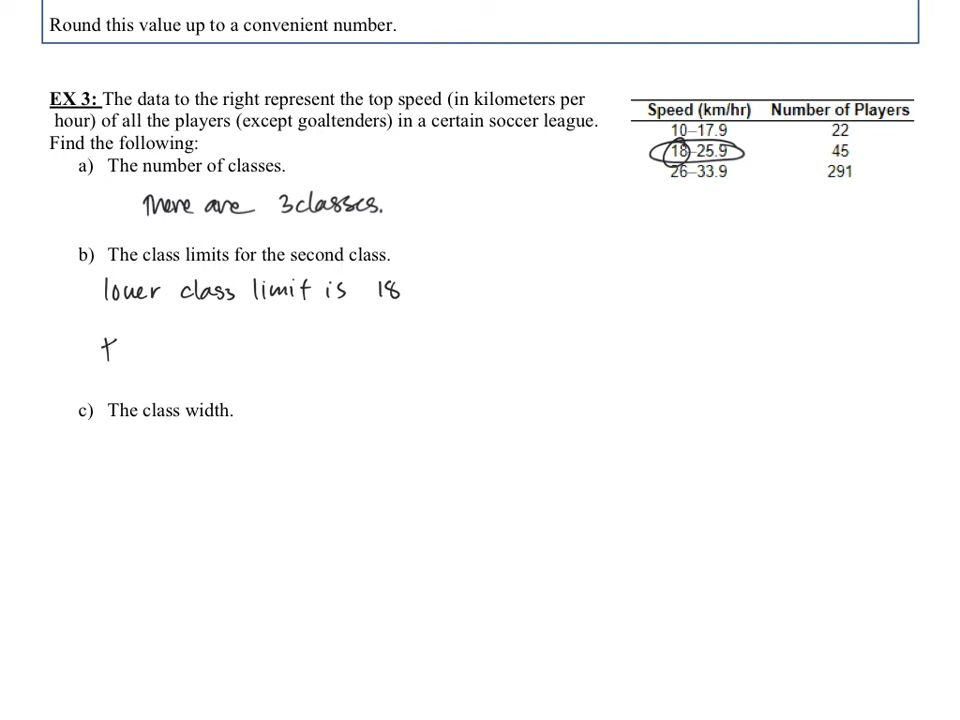 Round this value up to a convenient number.
EX 3: The data to the right represent the top speed (in kilometers per
hour) of all the players (except goaltenders) in a certain soccer league.
Find the following:
Speed (km/hr) Number of Players
10–17.9 22
18–25.9 45
26–33.9 291
a) The number of classes.
There are 3 classes.
b) The class limits for the second class.
lower class limit is 18
c) The class width.